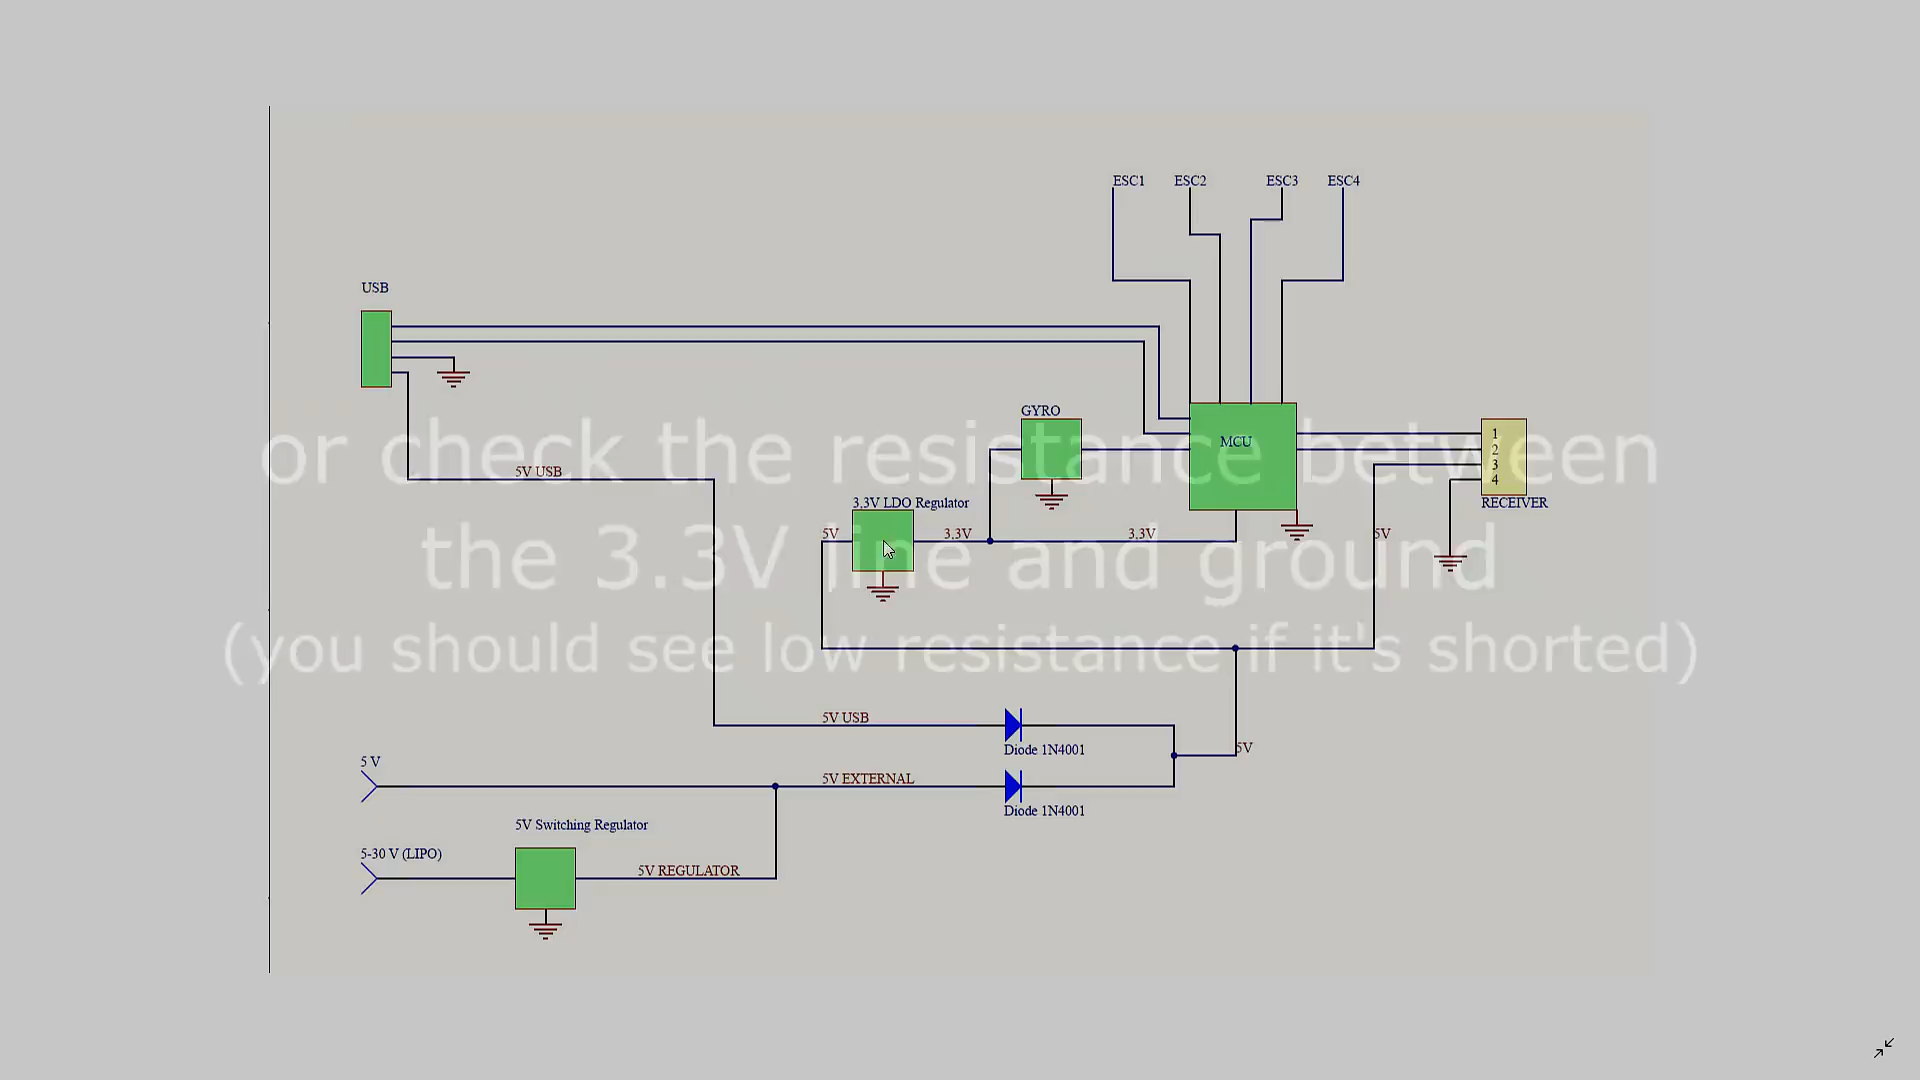 ESC1 ESC2 ESC3 ESC4
USB
GYRO
MCU
1
2
3
4
RECEIVER
or check the resistance between
5V USB
3.3V LDO Regulator
5V 3.3V 3.3V 5V
the 3.3V line and ground
(you should see low resistance if it's shorted)
5V USB
Diode 1N4001
5V
5 V
5V EXTERNAL
Diode 1N4001
5V Switching Regulator
5-30 V (LIPO)
5V REGULATOR